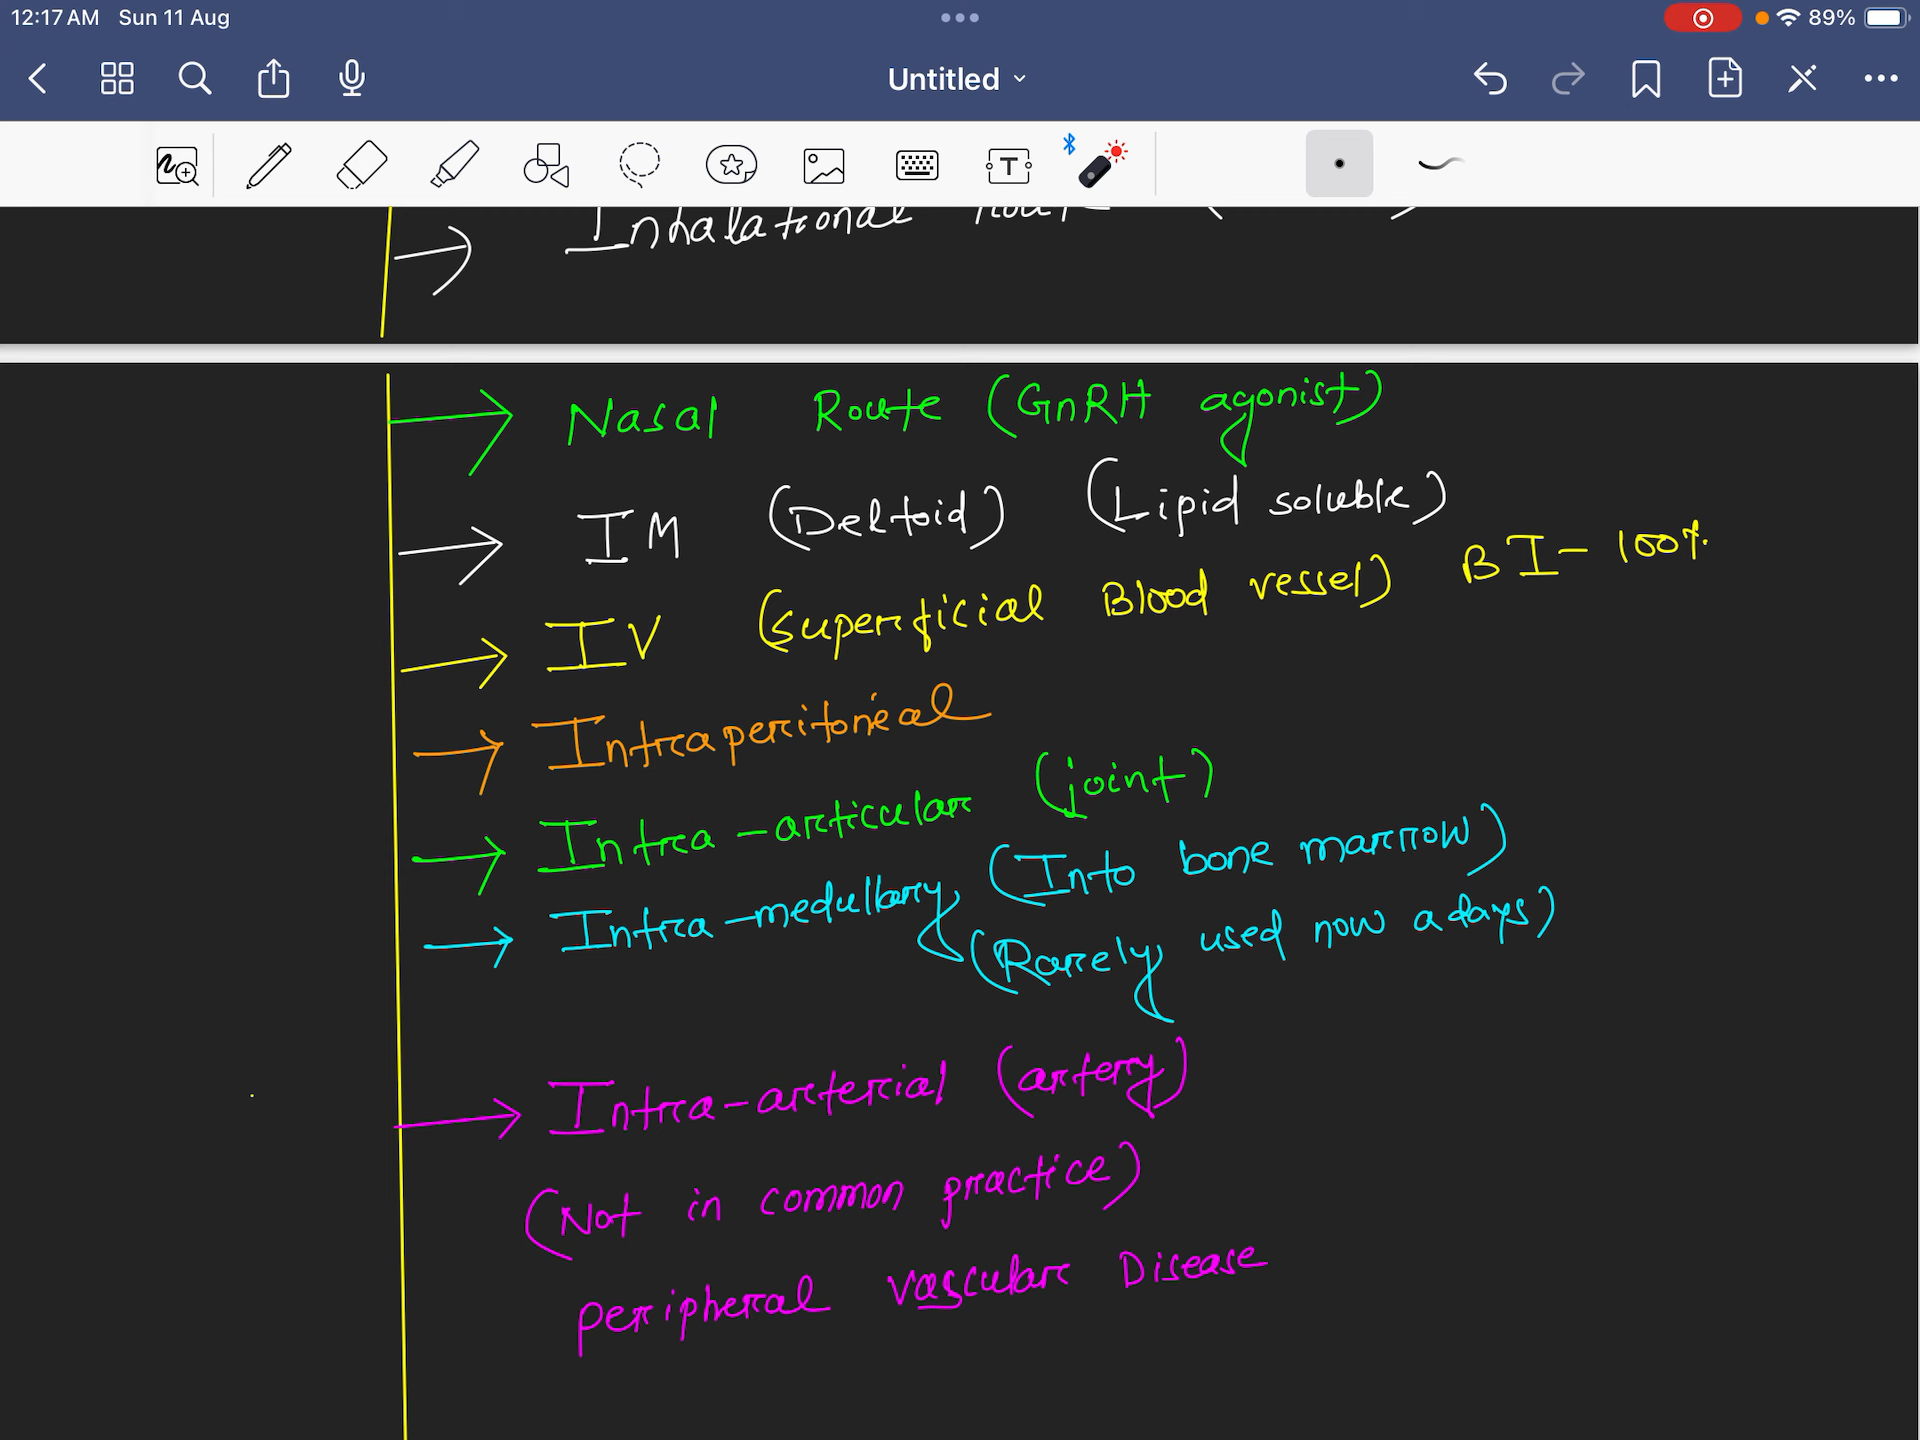 12:17 AM Sun 11 Aug
89%
Untitled
T
Inhalational
Nasal Route (GnRH agonist)
IM (Deltoid) (Lipid soluble)
IV (superficial Blood vessel) BI - 100%
Intraperitoneal
Intra-articular (joint)
Intra-medullary (Into bone marrow)
(Rarely used now adays)
Intra-arterial (artery)
(Not in common practice)
peripheral vascular Disease